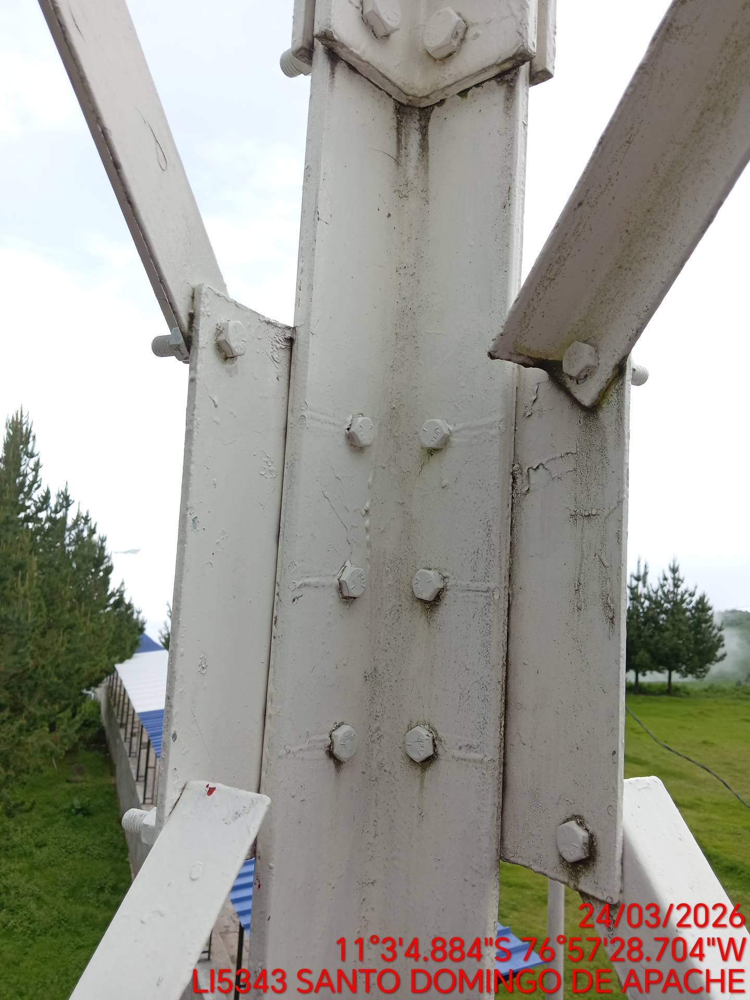 24/03/2026
11°3'4.884"S 76°57'28.704"W
LI5343 SANTO DOMINGO DE APACHE